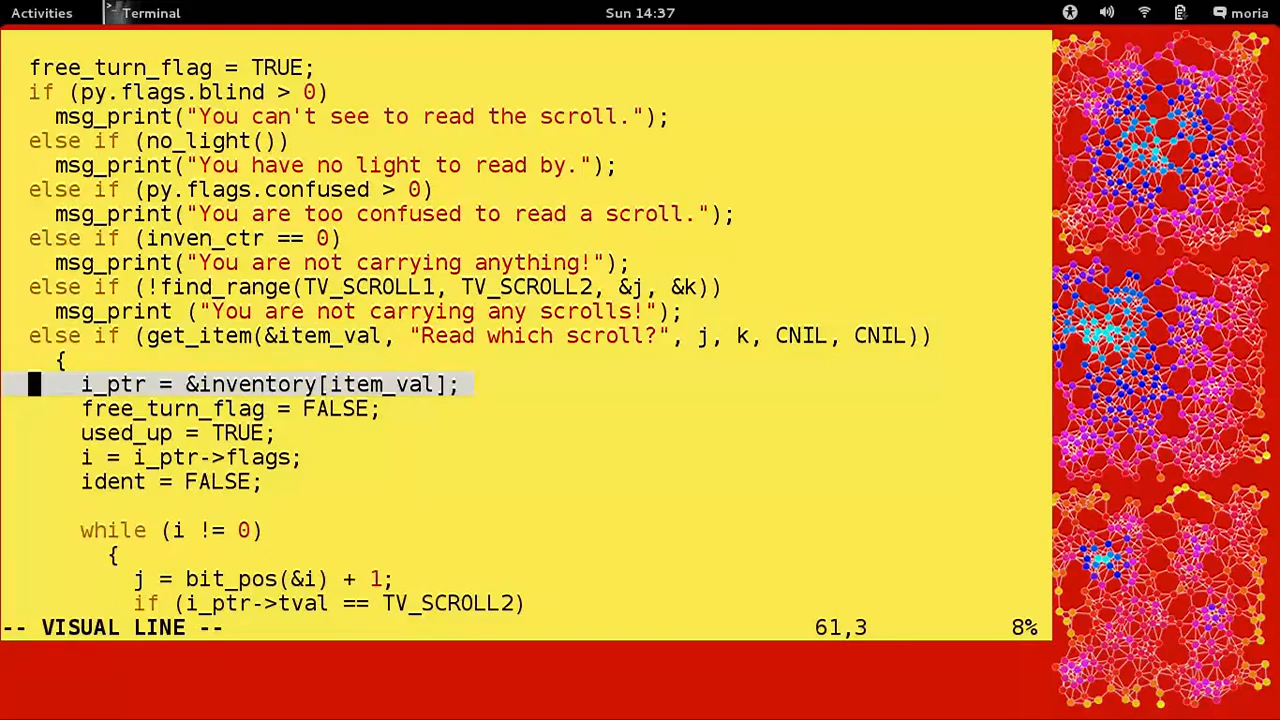 Activities
Terminal
Sun 14:37
moria
free_turn_flag = TRUE;
if (py.flags.blind > 0)
msg_print("You can't see to read the scroll.");
else if (no_light())
msg_print("You have no light to read by.");
else if (py.flags.confused > 0)
msg_print("You are too confused to read a scroll.");
else if (inven_ctr == 0)
msg_print("You are not carrying anything!");
else if (!find_range(TV_SCROLL1, TV_SCROLL2, &j, &k))
msg_print ("You are not carrying any scrolls!");
else if (get_item(&item_val, "Read which scroll?", j, k, CNIL, CNIL))
{
i_ptr = &inventory[item_val];
free_turn_flag = FALSE;
used_up = TRUE;
i = i_ptr->flags;
ident = FALSE;
while (i != 0)
{
j = bit_pos(&i) + 1;
if (i_ptr->tval == TV_SCROLL2)
-- VISUAL LINE -- 61,3 8%